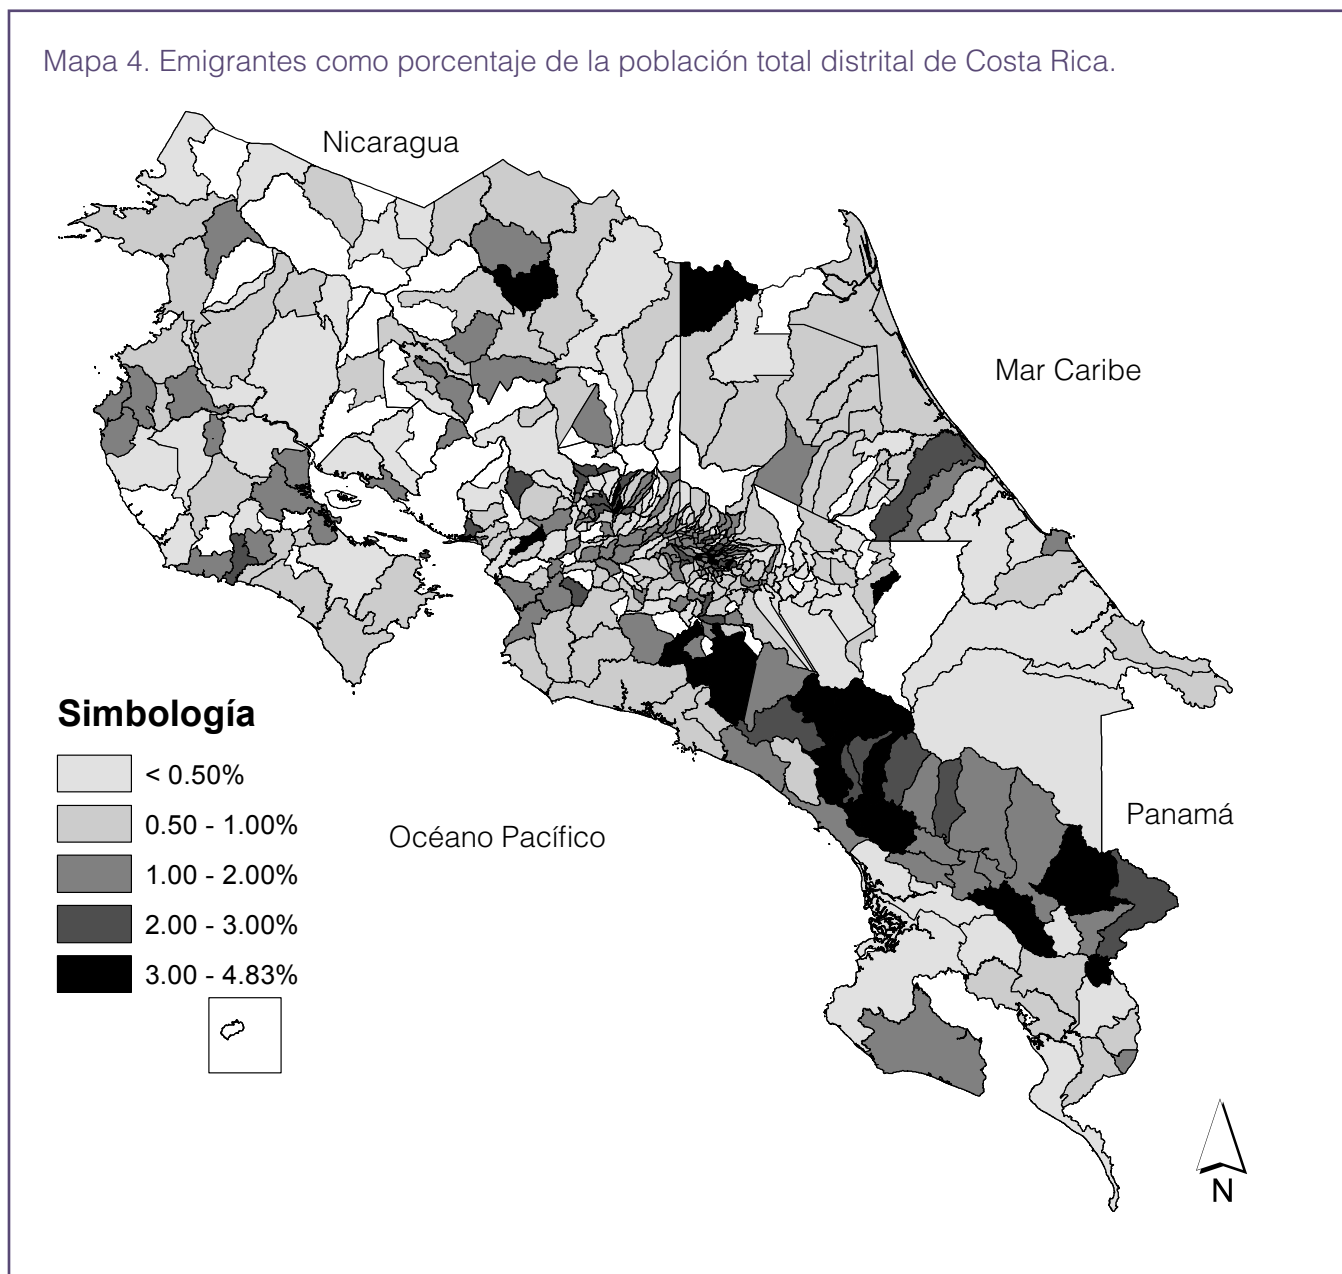 Mapa 4. Emigrantes como porcentaje de la población total distrital de Costa Rica.
Nicaragua
Mar Caribe
Simbología
< 0.50%
0.50 - 1.00%
1.00 - 2.00%
2.00 - 3.00%
3.00 - 4.83%
Océano Pacífico
Panamá
N